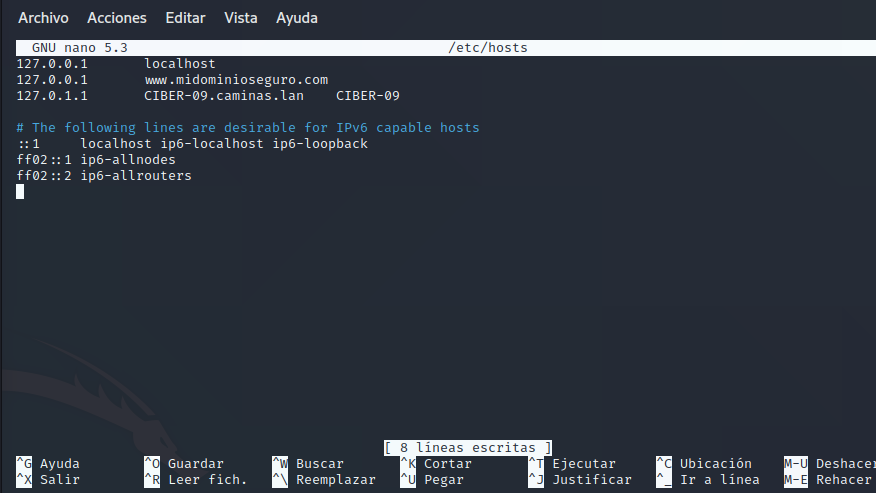 Archivo Acciones Editar Vista Ayuda
GNU nano 5.3 /etc/hosts
127.0.0.1 localhost
127.0.0.1 www.midominioseguro.com
127.0.1.1 CIBER-09.caminas.lan CIBER-09
# The following lines are desirable for IPv6 capable hosts
::1 localhost ip6-localhost ip6-loopback
ff02::1 ip6-allnodes
ff02::2 ip6-allrouters
[ 8 líneas escritas ]
^G Ayuda ^O Guardar ^W Buscar ^K Cortar ^T Ejecutar ^C Ubicación M-U Deshacer
^X Salir ^R Leer fich. ^\ Reemplazar ^U Pegar ^J Justificar ^_ Ir a línea M-E Rehacer